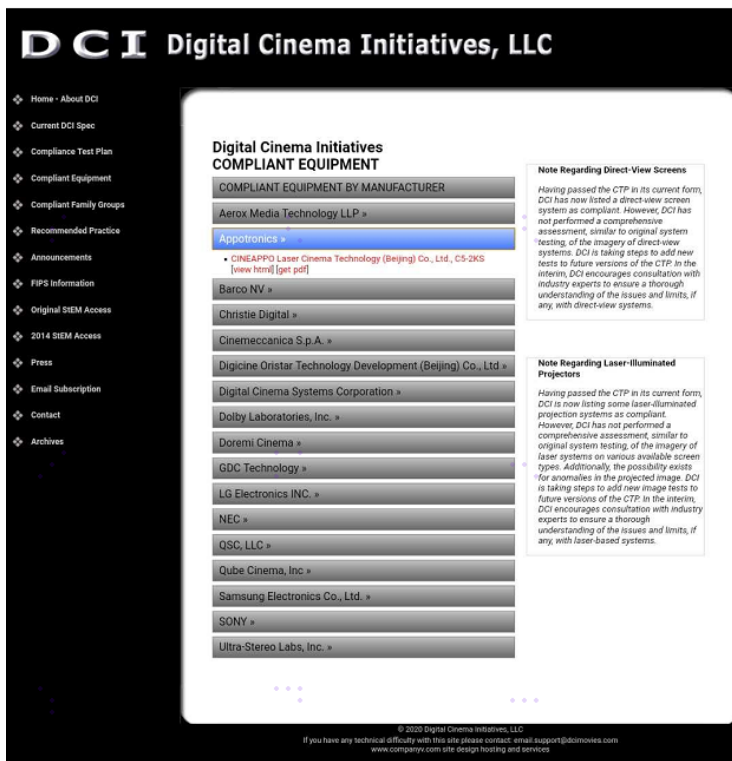 DCI Digital Cinema Initiatives, LLC
Home - About DCI
Current DCI Spec
Compliance Test Plan
Compliant Equipment
Compliant Family Groups
Recommended Practice
Announcements
FIPS Information
Original StEM Access
2014 StEM Access
Press
Email Subscription
Contact
Archives
Digital Cinema Initiatives
COMPLIANT EQUIPMENT
COMPLIANT EQUIPMENT BY MANUFACTURER
Aerox Media Technology LLP »
Appotronics »
CINEAPPO Laser Cinema Technology (Beijing) Co., Ltd., C5-2KS
[view html] [get pdf]
Barco NV »
Christie Digital »
Cinemeccanica S.p.A. »
Digicine Oristar Technology Development (Beijing) Co., Ltd »
Digital Cinema Systems Corporation »
Dolby Laboratories, Inc. »
Doremi Cinema »
GDC Technology »
LG Electronics INC. »
NEC »
QSC, LLC »
Qube Cinema, Inc »
Samsung Electronics Co., Ltd. »
SONY »
Ultra-Stereo Labs, Inc. »
Note Regarding Direct-View Screens
Having passed the CTP in its current form,
DCI has now listed a direct-view screen
system as compliant. However, DCI has
not performed a comprehensive
assessment, similar to original system
testing, of the imagery of direct-view
systems. DCI is taking steps to add new
tests to future versions of the CTP. In the
interim, DCI encourages consultation with
industry experts to ensure a thorough
understanding of the issues and limits, if
any, with direct-view systems.
Note Regarding Laser-Illuminated
Projectors
Having passed the CTP in its current form,
DCI is now listing some laser-illuminated
projection systems as compliant.
However, DCI has not performed a
comprehensive assessment, similar to
original system testing, of the imagery of
laser systems on various available screen
types. Additionally, the possibility exists
for anomalies in the projected image. DCI
is taking steps to add new image tests to
future versions of the CTP. In the interim,
DCI encourages consultation with industry
experts to ensure a thorough
understanding of the issues and limits, if
any, with laser-based systems.
© 2020 Digital Cinema Initiatives, LLC
If you have any technical difficulty with this site please contact: email.support@dcimovies.com
www.companyv.com site design hosting and services